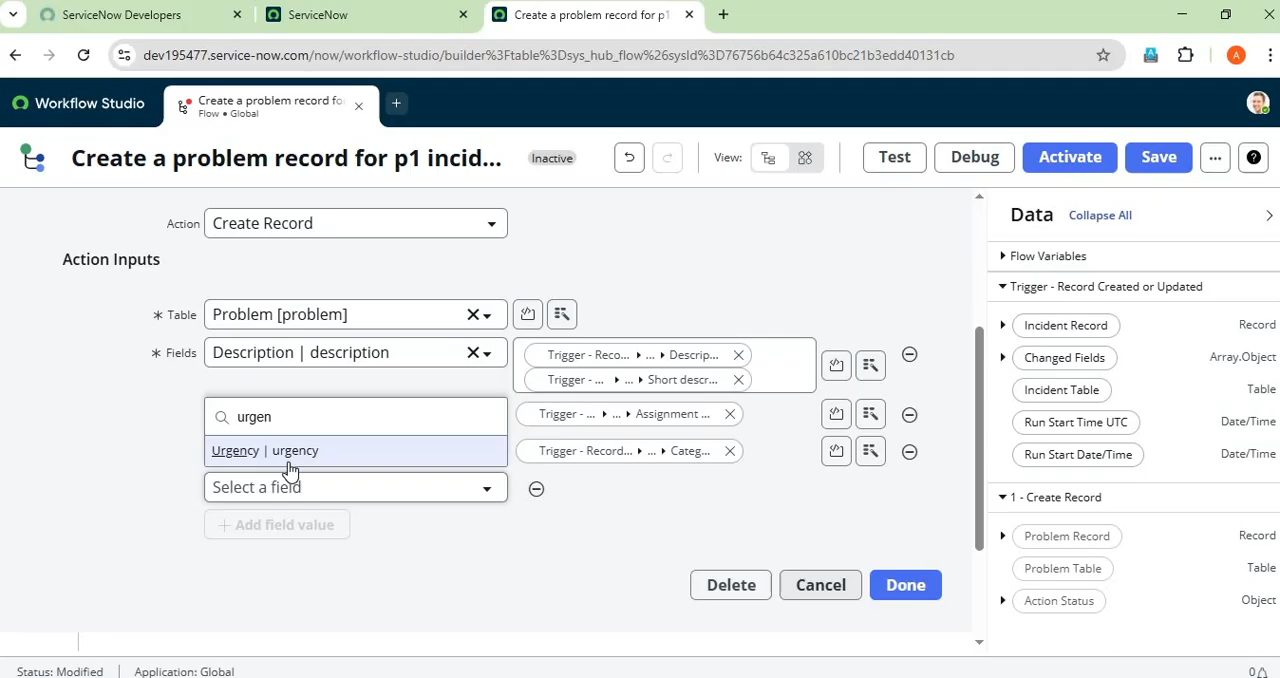 ServiceNow Developers
ServiceNow
Create a problem record for p1
dev195477.service-now.com/now/workflow-studio/builder%3Ftable%3Dsys_hub_flow%26sysId%3D76756b64c325a610bc21b3edd40131cb
A
Workflow Studio
Create a problem record for
Flow • Global
Create a problem record for p1 incid...
Inactive
View:
Test
Debug
Activate
Save
...
?
Action
Create Record
Action Inputs
* Table
Problem [problem]
* Fields
Description | description
Trigger - Reco... ▸ ... ▸ Descrip...
Trigger - ... ▸ ... ▸ Short descr...
urgen
Trigger - ... ▸ ... ▸ Assignment ...
Urgency | urgency
Trigger - Record... ▸ ... ▸ Categ...
Select a field
+ Add field value
Delete
Cancel
Done
Data
Collapse All
Flow Variables
Trigger - Record Created or Updated
Incident Record
Record
Changed Fields
Array.Object
Incident Table
Table
Run Start Time UTC
Date/Time
Run Start Date/Time
Date/Time
1 - Create Record
Problem Record
Record
Problem Table
Table
Action Status
Object
Status: Modified
Application: Global
0